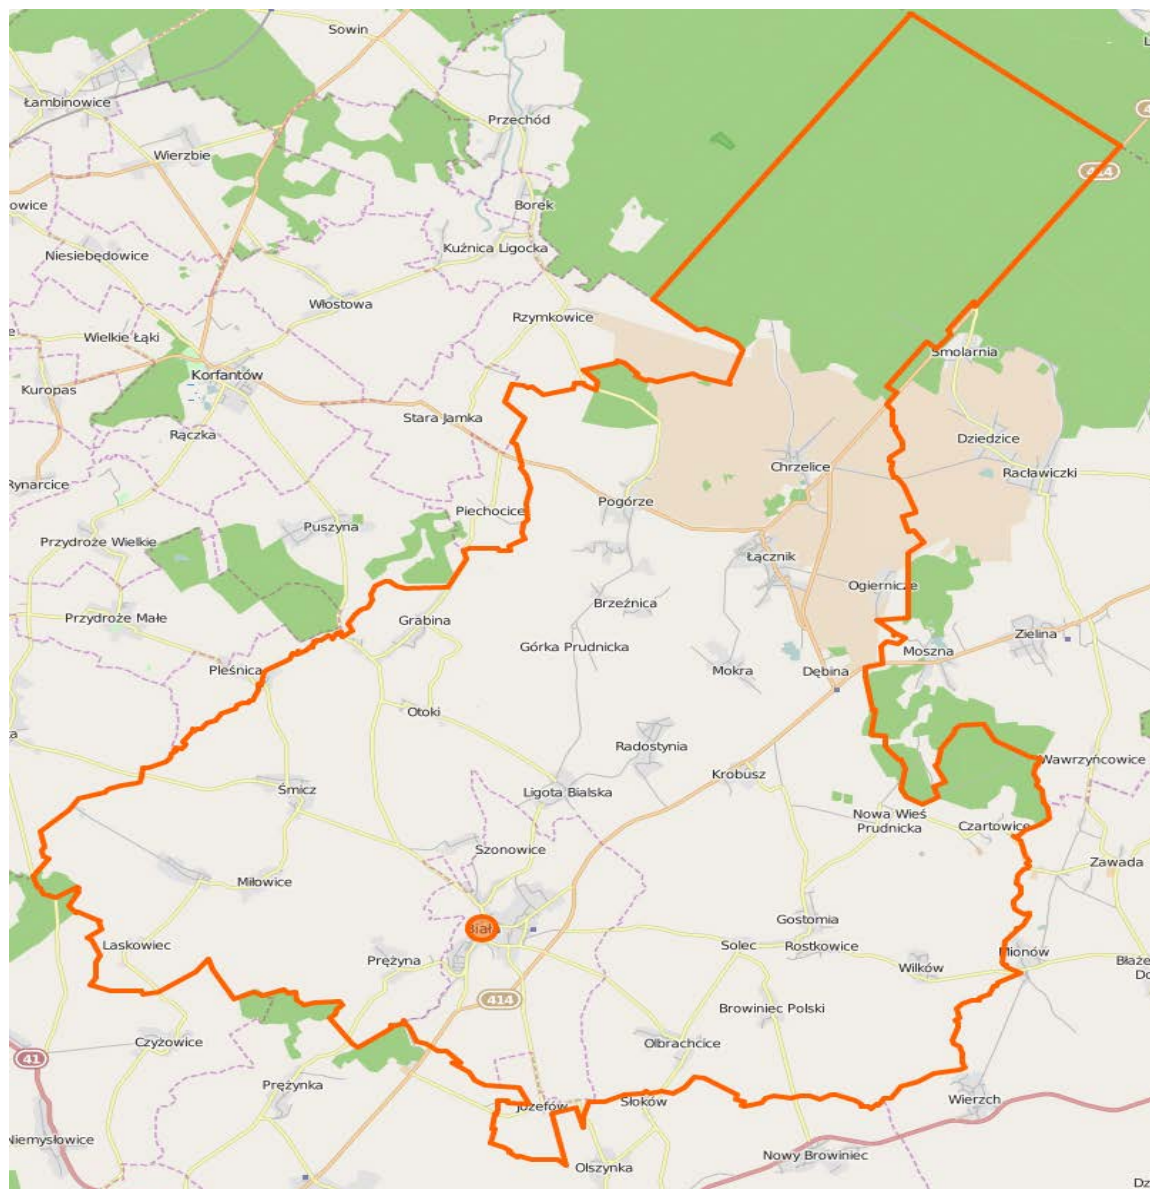 Sowin
Łambinowice
Przechód
Wierzbie
414
owice
Borek
Kuźnica Ligocka
Niesiebędowice
Włostowa
Rzymkowice
Wielkie Łąki
Smolarnia
Korfantów
Kuropas
Stara Jamka
Rączka
Dziedzice
Chrzelice
Racławiczki
Rynarcice
Pogórze
Piechocice
Puszyna
Przydroże Wielkie
Łącznik
Ogiernicze
Brzeźnica
Przydroże Małe
Grabina
Zielina
Górka Prudnicka
Moszna
Pleśnica
Mokra
Dębina
Otoki
Radostynia
Wawrzyńcowice
Krobusz
Śmicz
Ligota Bialska
Nowa Wieś
Prudnicka
Czartowice
Szonowice
Zawada
Miłowice
Gostomia
Biała
Laskowiec
Solec
Rostkowice
Mionów
Prężyna
Wilków
Błaże
Do
414
Browiniec Polski
Czyżowice
Olbrachcice
41
Prężynka
Józefów
Słoków
Wierzch
Niemysłowice
Nowy Browiniec
Olszynka
Dz